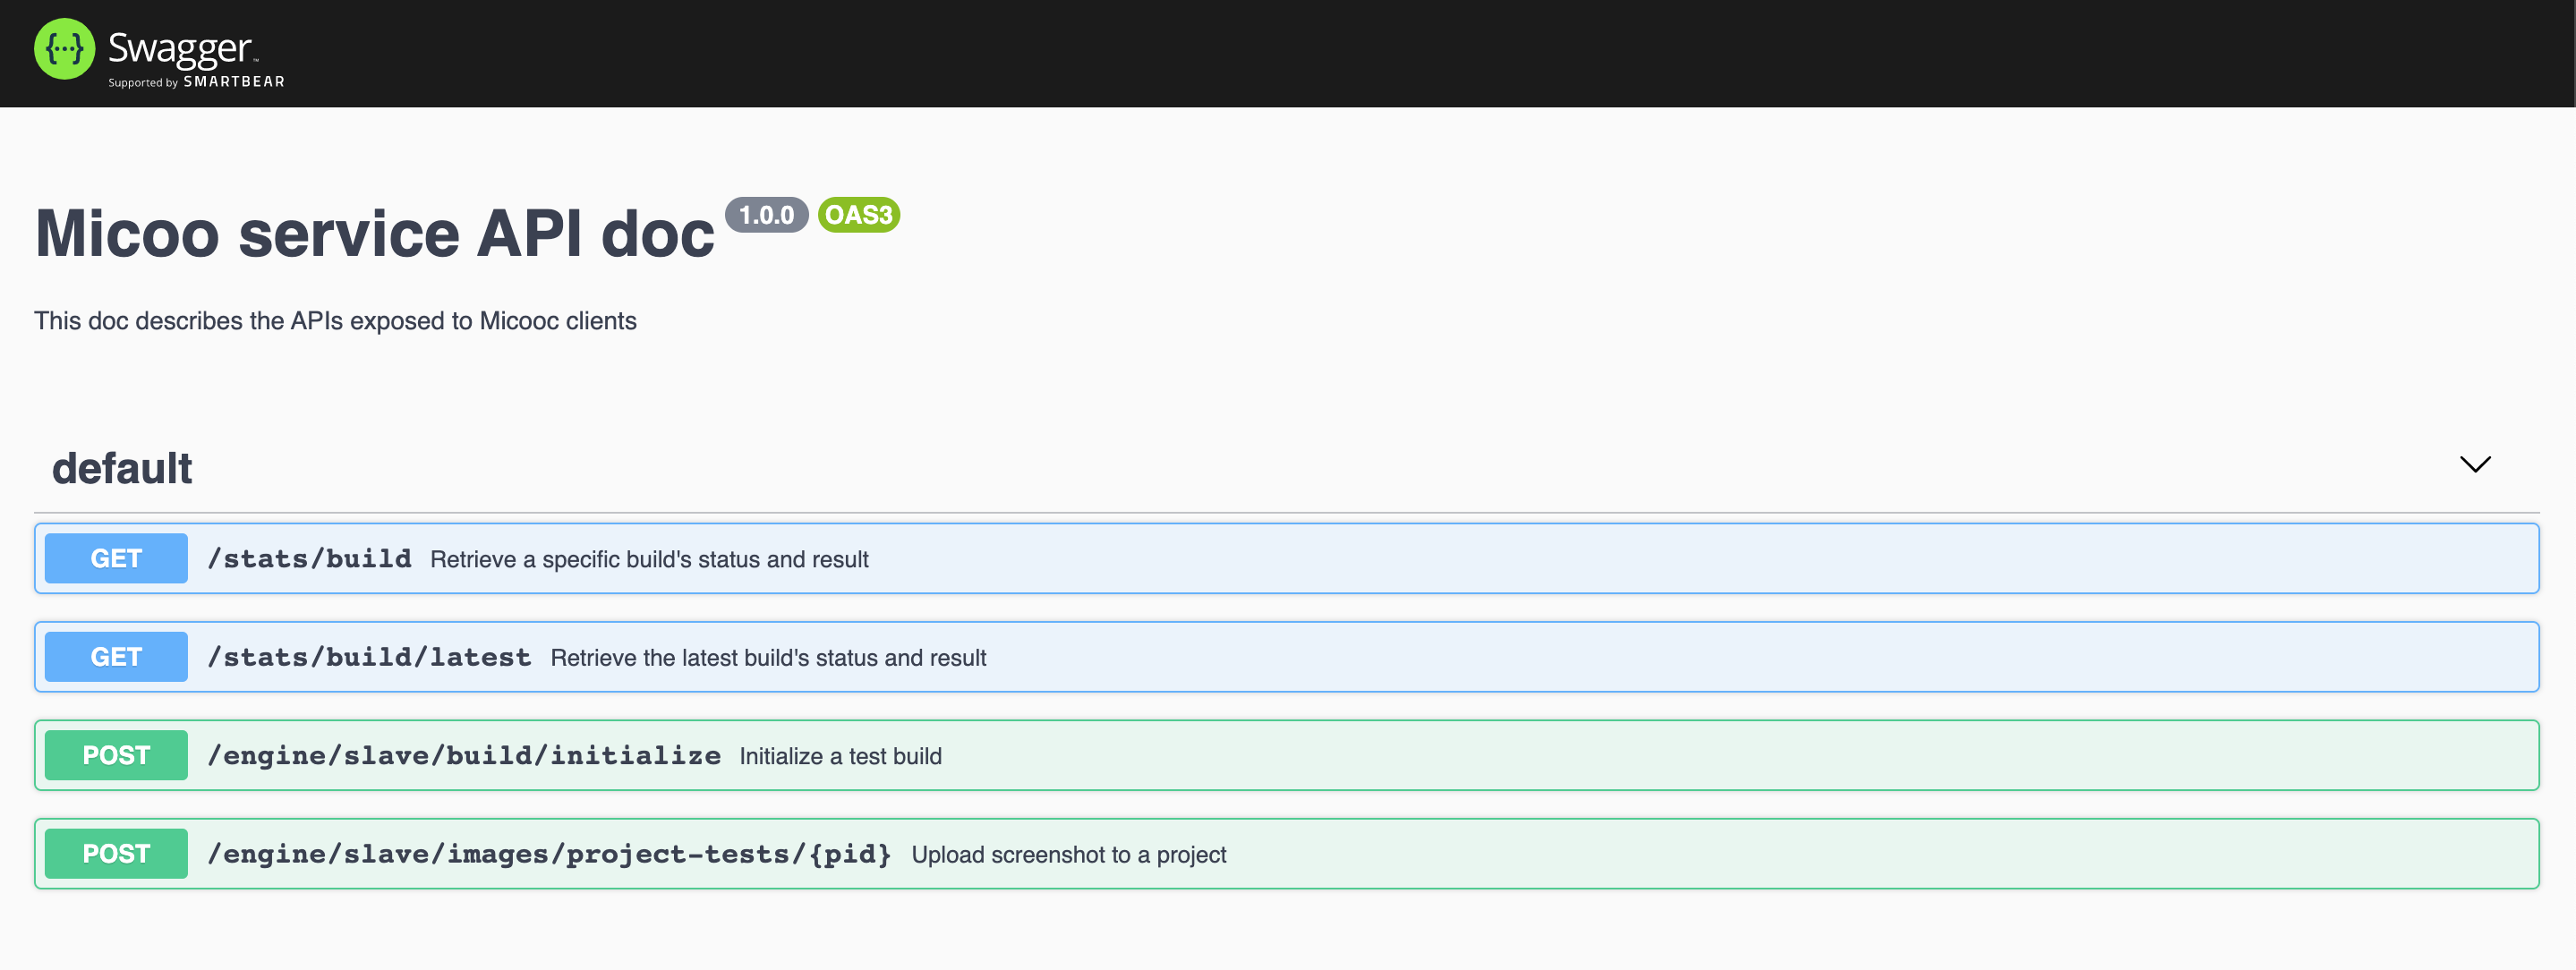 {···} Swagger™
Supported by SMARTBEAR
Micoo service API doc 1.0.0 OAS3
This doc describes the APIs exposed to Micooc clients
default
GET /stats/build Retrieve a specific build's status and result
GET /stats/build/latest Retrieve the latest build's status and result
POST /engine/slave/build/initialize Initialize a test build
POST /engine/slave/images/project-tests/{pid} Upload screenshot to a project